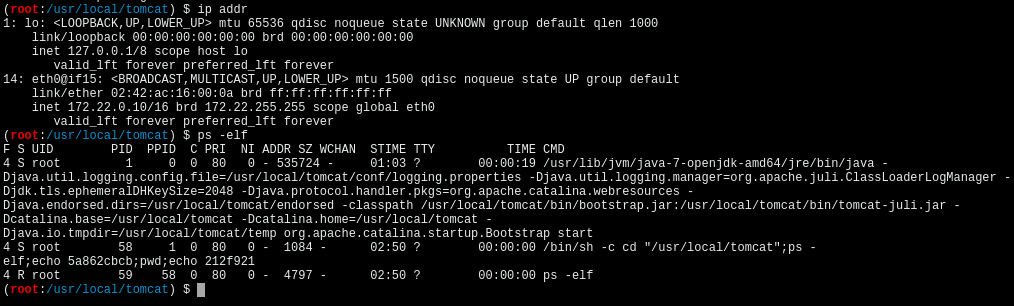 (root:/usr/local/tomcat) $ ip addr
1: lo: <LOOPBACK,UP,LOWER_UP> mtu 65536 qdisc noqueue state UNKNOWN group default qlen 1000
    link/loopback 00:00:00:00:00:00 brd 00:00:00:00:00:00
    inet 127.0.0.1/8 scope host lo
       valid_lft forever preferred_lft forever
14: eth0@if15: <BROADCAST,MULTICAST,UP,LOWER_UP> mtu 1500 qdisc noqueue state UP group default
    link/ether 02:42:ac:16:00:0a brd ff:ff:ff:ff:ff:ff
    inet 172.22.0.10/16 brd 172.22.255.255 scope global eth0
       valid_lft forever preferred_lft forever
(root:/usr/local/tomcat) $ ps -elf
F S UID        PID  PPID  C PRI  NI ADDR SZ WCHAN  STIME TTY          TIME CMD
4 S root         1     0  0  80   0 - 535724 -     01:03 ?        00:00:19 /usr/lib/jvm/java-7-openjdk-amd64/jre/bin/java -
Djava.util.logging.config.file=/usr/local/tomcat/conf/logging.properties -Djava.util.logging.manager=org.apache.juli.ClassLoaderLogManager -
Djdk.tls.ephemeralDHKeySize=2048 -Djava.protocol.handler.pkgs=org.apache.catalina.webresources -
Djava.endorsed.dirs=/usr/local/tomcat/endorsed -classpath /usr/local/tomcat/bin/bootstrap.jar:/usr/local/tomcat/bin/tomcat-juli.jar -
Dcatalina.base=/usr/local/tomcat -Dcatalina.home=/usr/local/tomcat -
Djava.io.tmpdir=/usr/local/tomcat/temp org.apache.catalina.startup.Bootstrap start
4 S root        58     1  0  80   0 -  1084 -      02:50 ?        00:00:00 /bin/sh -c cd "/usr/local/tomcat";ps -
elf;echo 5a862cbcb;pwd;echo 212f921
4 R root        59    58  0  80   0 -  4797 -      02:50 ?        00:00:00 ps -elf
(root:/usr/local/tomcat) $